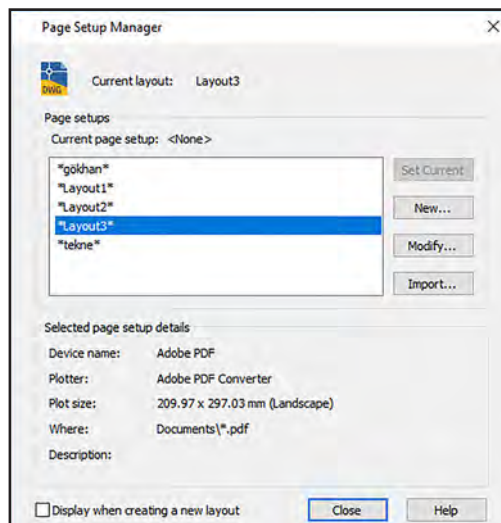 Page Setup Manager
DWG
Current layout: Layout3
Page setups
Current page setup: <None>
*gökhan*
*Layout1*
*Layout2*
*Layout3*
*tekne*
Set Current
New...
Modify...
Import...
Selected page setup details
Device name: Adobe PDF
Plotter: Adobe PDF Converter
Plot size: 209.97 x 297.03 mm (Landscape)
Where: Documents\*.pdf
Description:
Display when creating a new layout
Close
Help